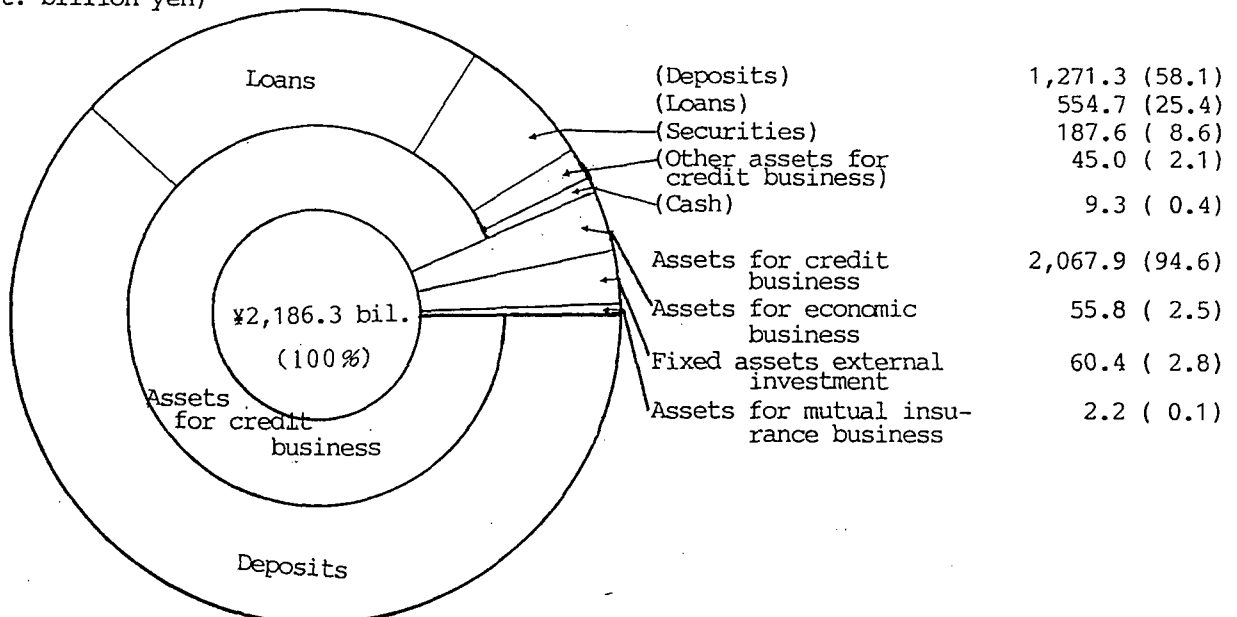 t: billion yen)
Loans
(Deposits) 1,271.3 (58.1)
(Loans) 554.7 (25.4)
(Securities) 187.6 ( 8.6)
(Other assets for credit business) 45.0 ( 2.1)
(Cash) 9.3 ( 0.4)
Assets for credit 2,067.9 (94.6)
business
Assets for economic 55.8 ( 2.5)
business
Fixed assets external 60.4 ( 2.8)
investment
Assets for mutual insu- 2.2 ( 0.1)
rance business
¥2,186.3 bil.
(100%)
Assets
for credit
business
Deposits